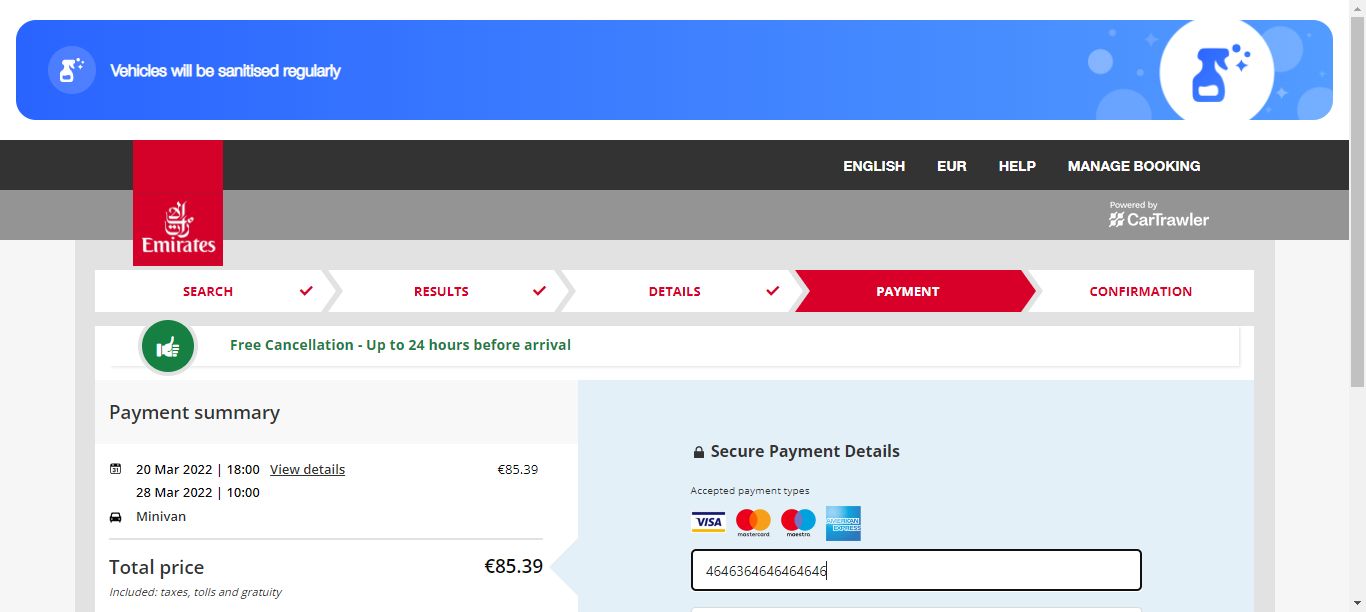 Vehicles will be sanitised regularly
ENGLISH EUR HELP MANAGE BOOKING
Powered by
CarTrawler
Emirates
SEARCH RESULTS DETAILS PAYMENT CONFIRMATION
Free Cancellation - Up to 24 hours before arrival
Payment summary
20 Mar 2022 | 18:00 View details €85.39
28 Mar 2022 | 10:00
Minivan
Total price €85.39
Included: taxes, tolls and gratuity
Secure Payment Details
Accepted payment types
VISA mastercard maestro AMERICAN EXPRESS
4646364646464646